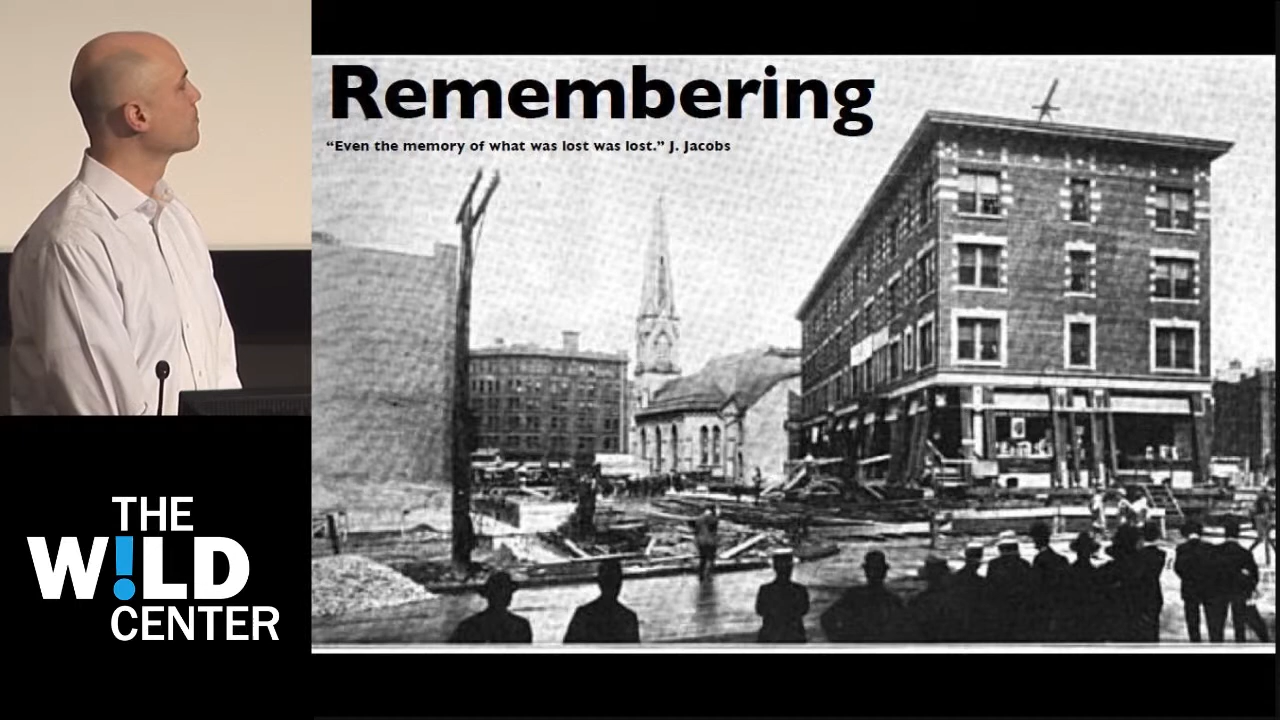 Remembering
“Even the memory of what was lost was lost.” J. Jacobs
THE
W!LD
CENTER